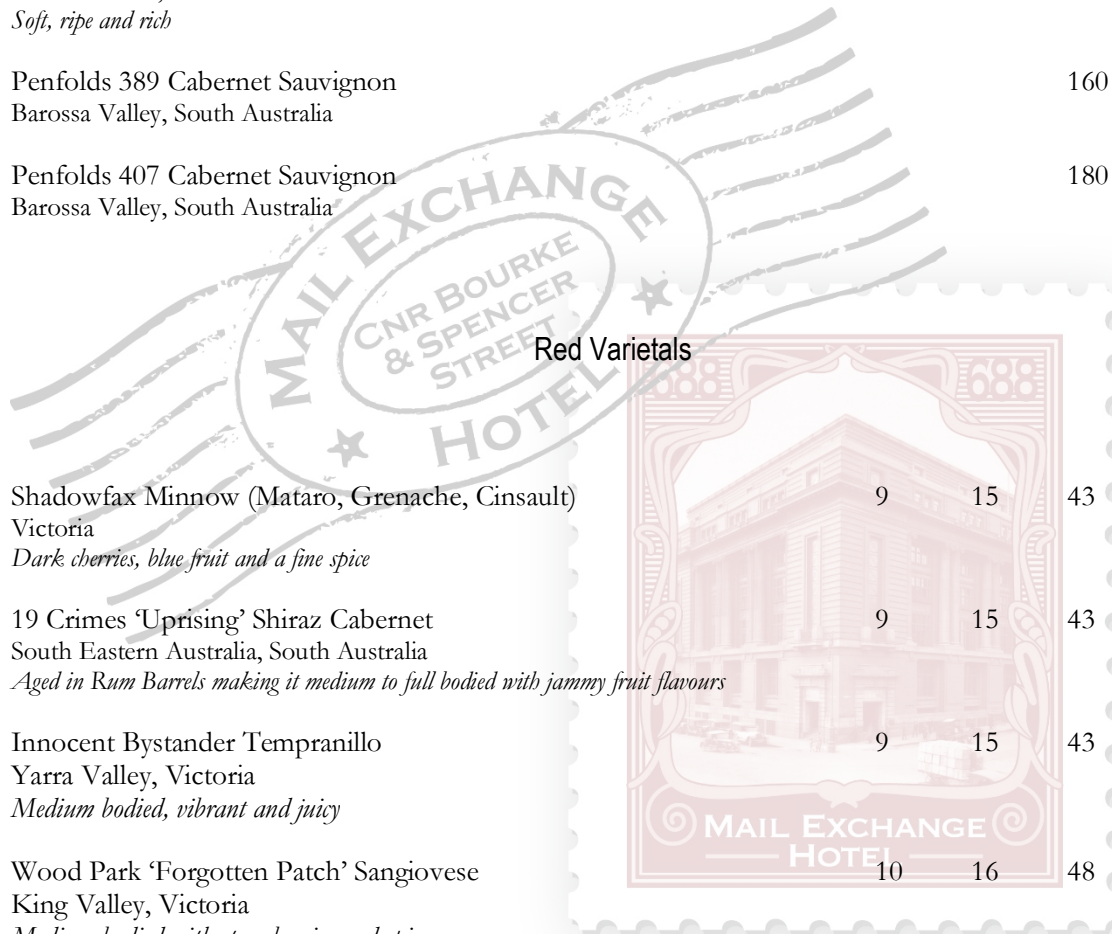 Soft, ripe and rich
Penfolds 389 Cabernet Sauvignon 160
Barossa Valley, South Australia
Penfolds 407 Cabernet Sauvignon 180
Barossa Valley, South Australia
MAIL EXCHANGE HOTEL
CNR BOURKE
& SPENCER
STREET
Red Varietals
688 688
Shadowfax Minnow (Mataro, Grenache, Cinsault) 9 15 43
Victoria
Dark cherries, blue fruit and a fine spice
19 Crimes ‘Uprising’ Shiraz Cabernet 9 15 43
South Eastern Australia, South Australia
Aged in Rum Barrels making it medium to full bodied with jammy fruit flavours
Innocent Bystander Tempranillo 9 15 43
Yarra Valley, Victoria
Medium bodied, vibrant and juicy
MAIL EXCHANGE
HOTEL
Wood Park ‘Forgotten Patch’ Sangiovese 10 16 48
King Valley, Victoria